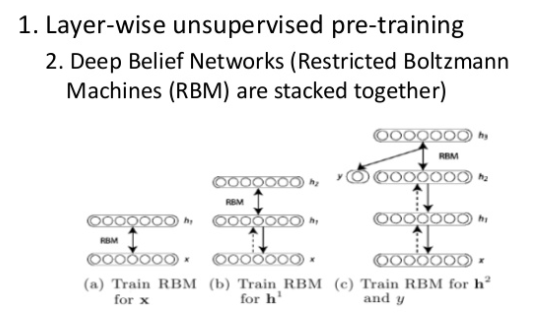 1. Layer-wise unsupervised pre-training
2. Deep Belief Networks (Restricted Boltzmann
Machines (RBM) are stacked together)
h₃
RBM
h₂
y
h₂
RBM
h₁
h₁
h₁
RBM
x
x
x
(a) Train RBM
for x
(b) Train RBM
for h¹
(c) Train RBM for h²
and y